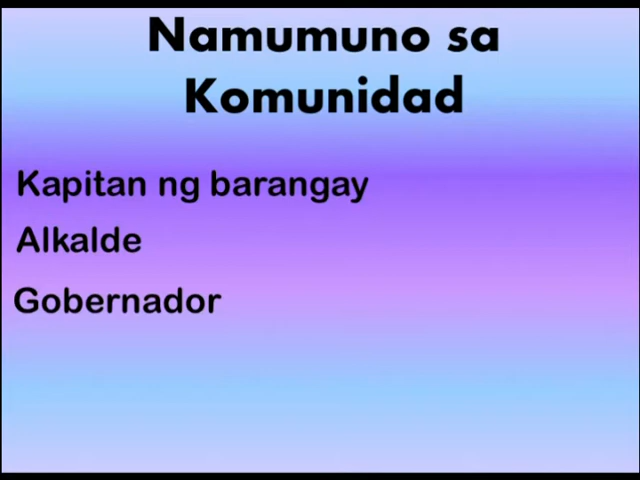 Namumuno sa
Komunidad
Kapitan ng barangay
Alkalde
Gobernador